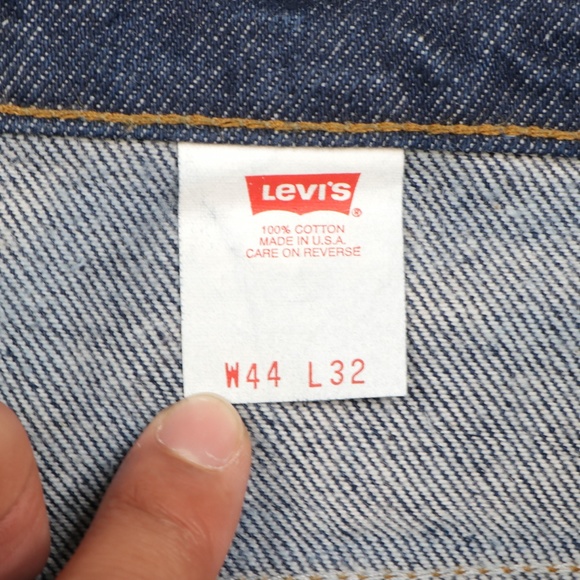 Levi's
100% COTTON
MADE IN U.S.A.
CARE ON REVERSE
W44 L32